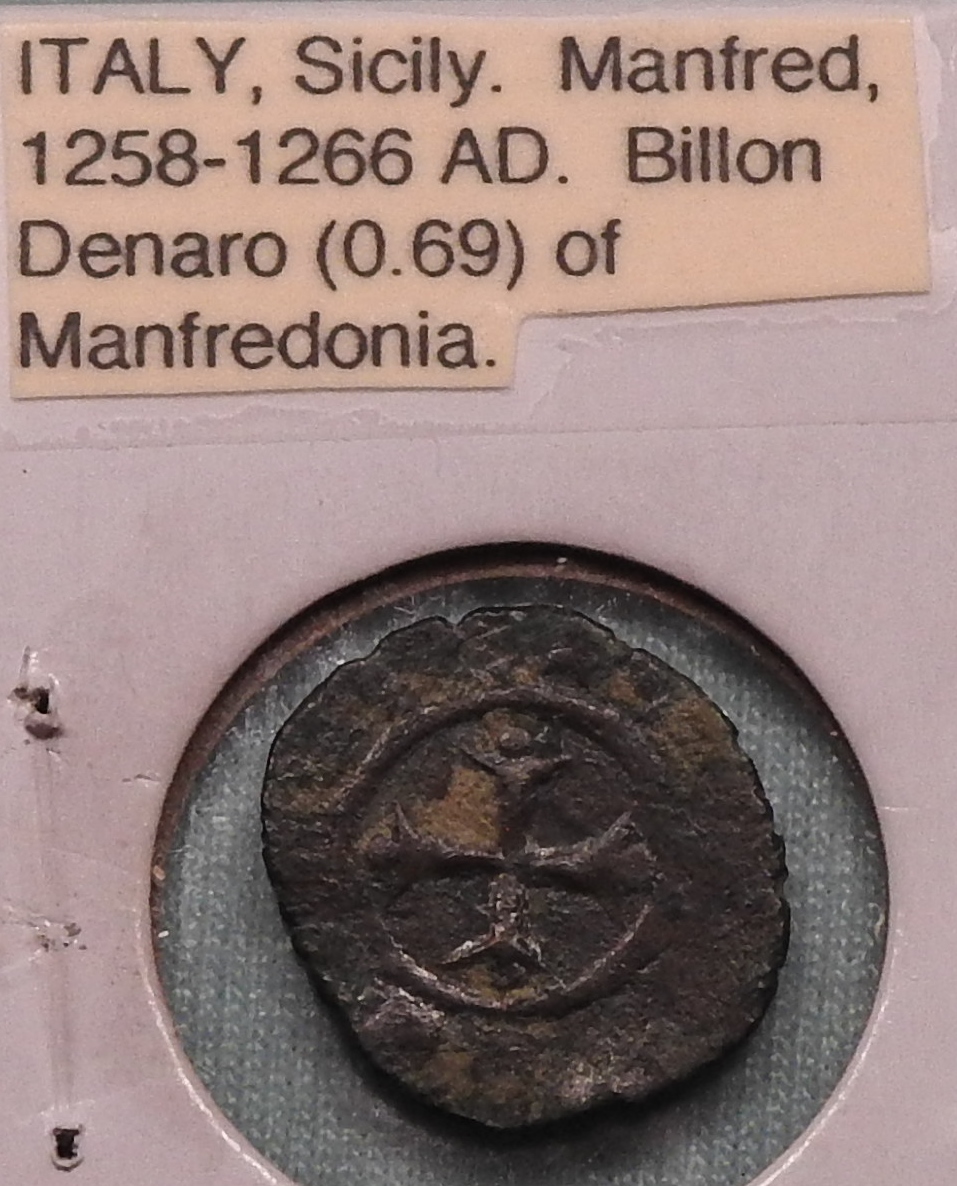 ITALY, Sicily. Manfred,
1258-1266 AD. Billon
Denaro (0.69) of
Manfredonia.